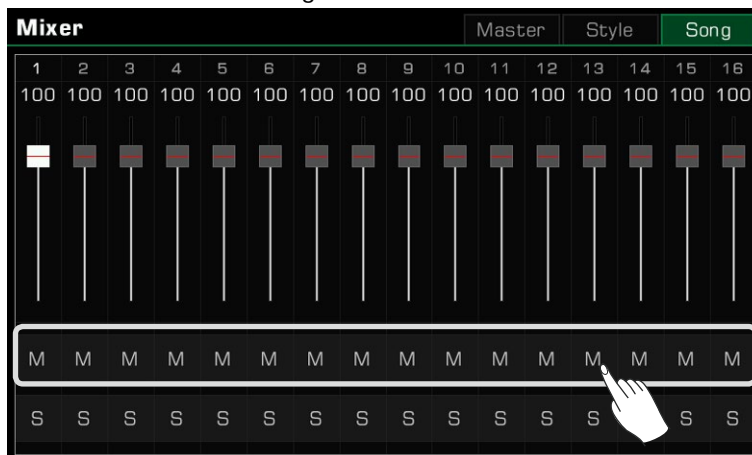 Mixer Master Style Song
1 2 3 4 5 6 7 8 9 10 11 12 13 14 15 16
100 100 100 100 100 100 100 100 100 100 100 100 100 100 100 100
M M M M M M M M M M M M M M M M
S S S S S S S S S S S S S S S